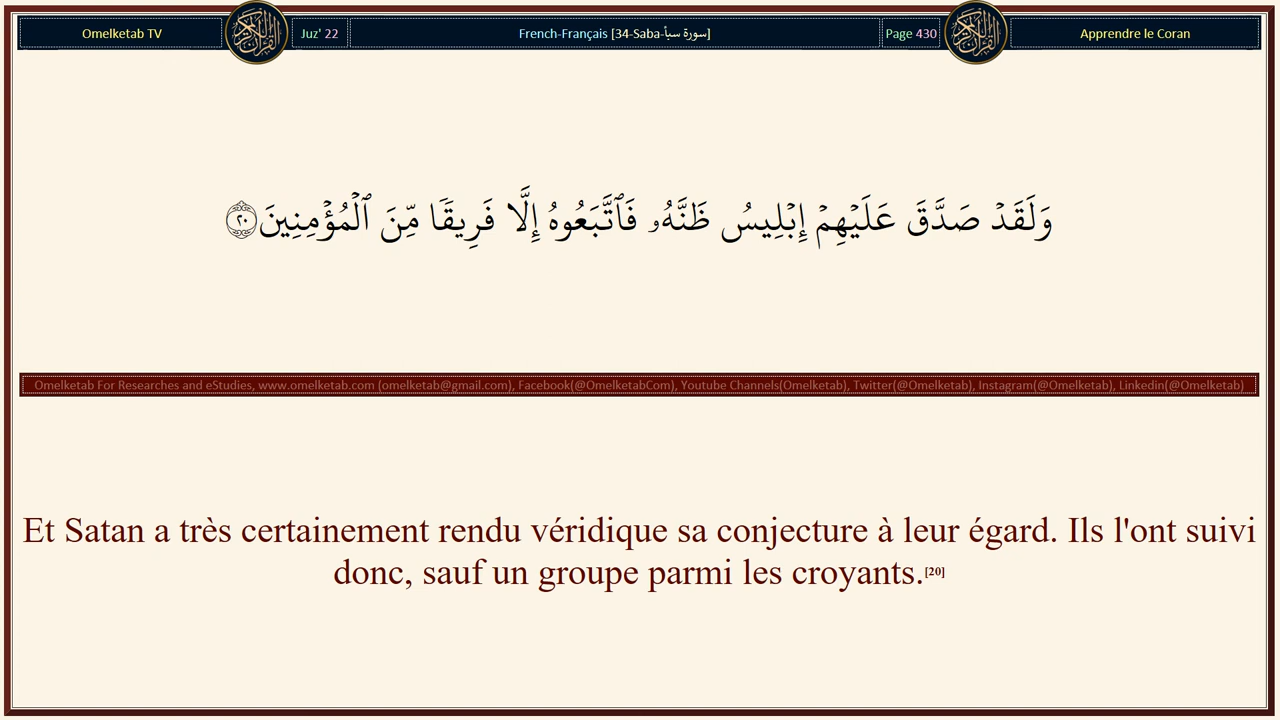 Omelketab TV
Juz' 22
French-Français [34-Saba-سورة سبأ]
Page 430
Apprendre le Coran
وَلَقَدۡ صَدَّقَ عَلَيۡهِمۡ إِبۡلِيسُ ظَنَّهُۥ فَٱتَّبَعُوهُ إِلَّا فَرِيقٗا مِّنَ ٱلۡمُؤۡمِنِينَ ٢٠
Omelketab For Researches and eStudies, www.omelketab.com (omelketab@gmail.com), Facebook(@OmelketabCom), Youtube Channels(Omelketab), Twitter(@Omelketab), Instagram(@Omelketab), Linkedin(@Omelketab)
Et Satan a très certainement rendu véridique sa conjecture à leur égard. Ils l'ont suivi
donc, sauf un groupe parmi les croyants.[20]